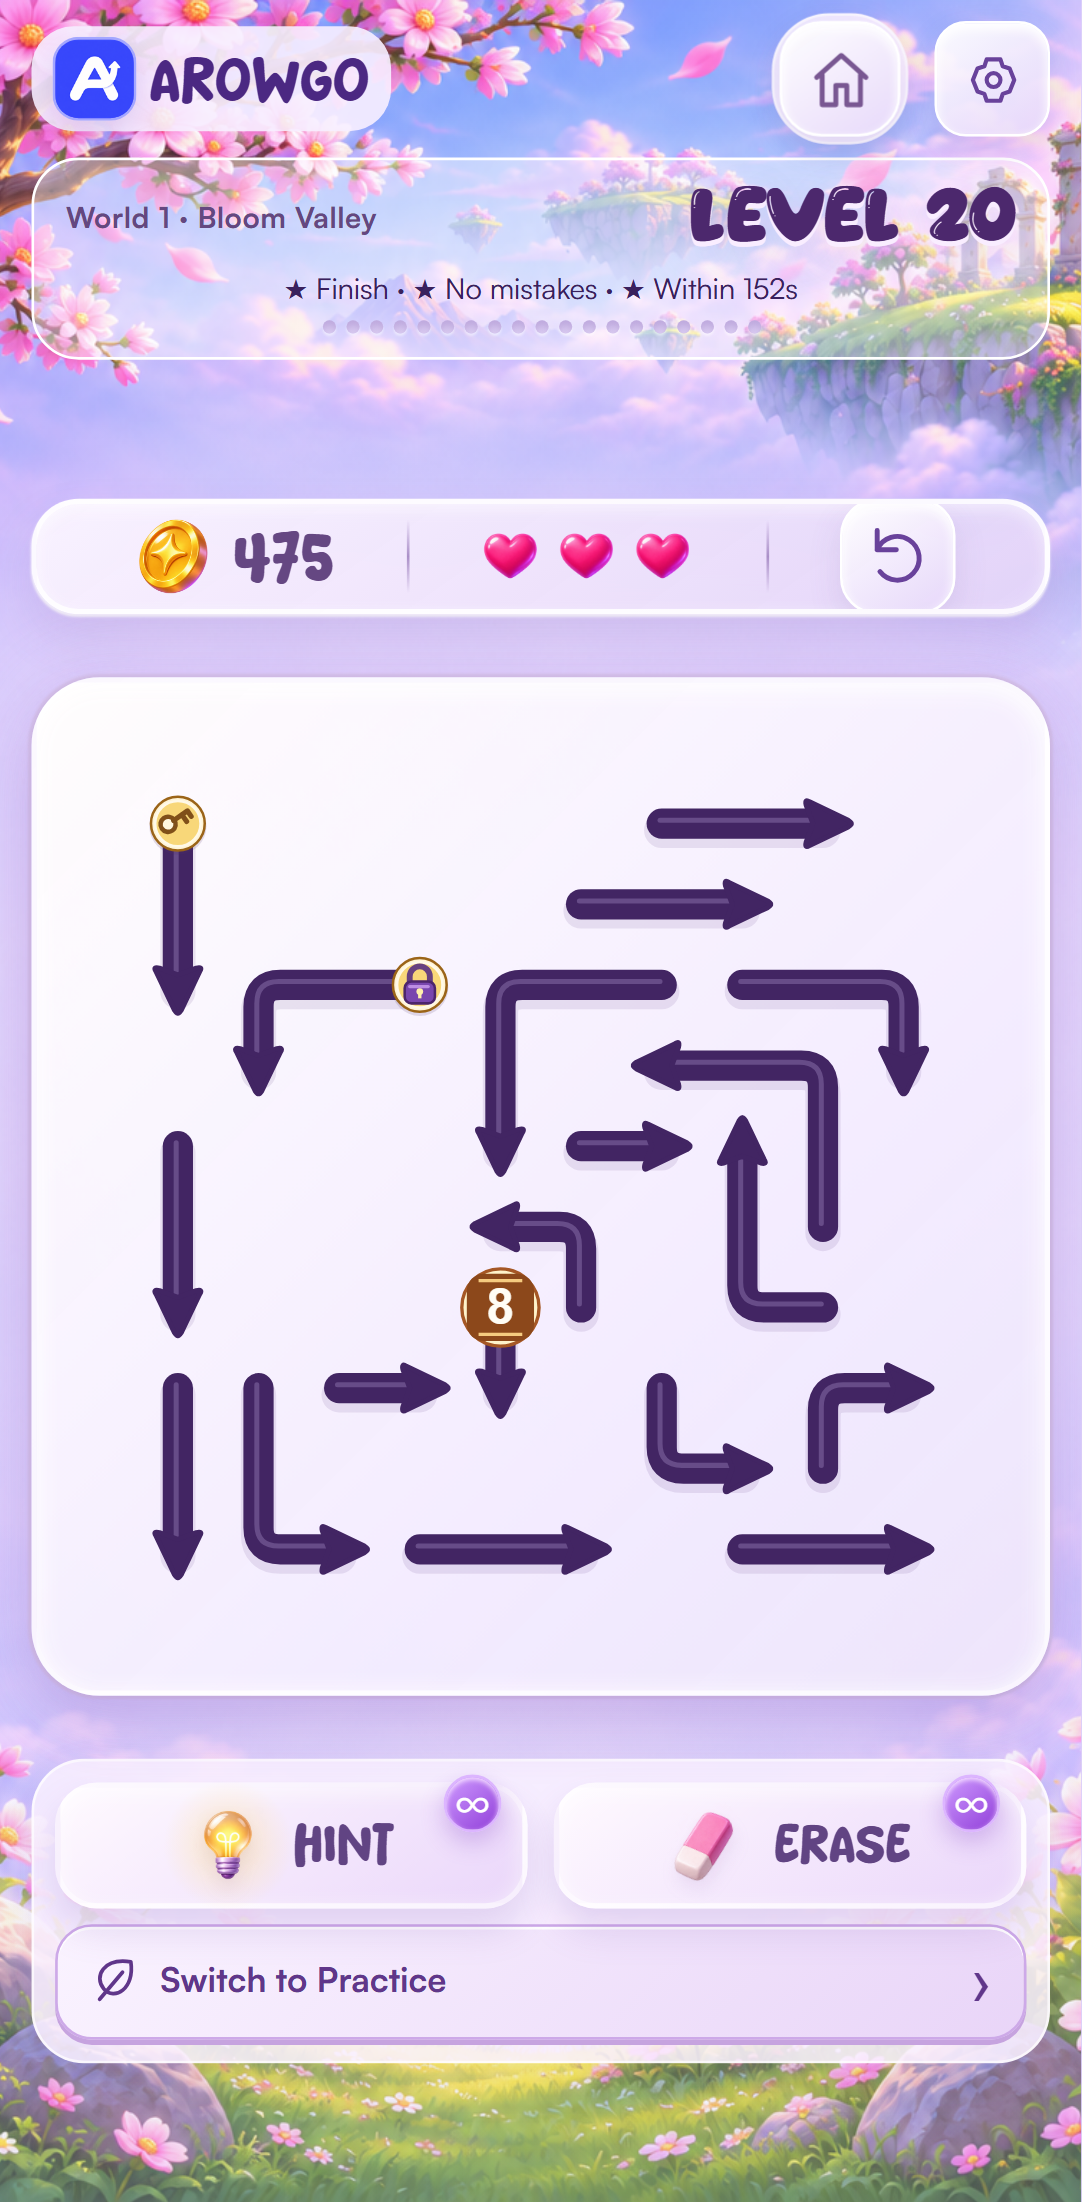 AROWGO
World 1 • Bloom Valley
LEVEL 20
★ Finish • ★ No mistakes • ★ Within 152s
475
8
HINT
∞
ERASE
∞
Switch to Practice